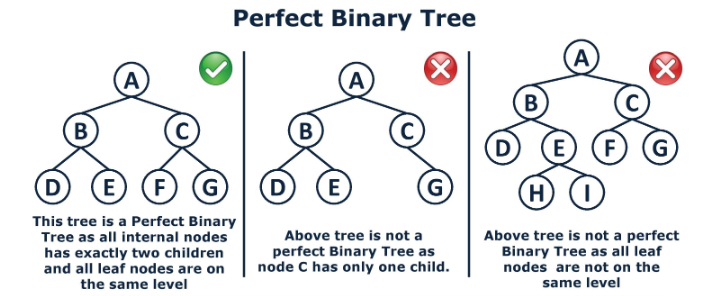 Perfect Binary Tree
A
B C
D E F G
This tree is a Perfect Binary
Tree as all internal nodes
has exactly two children
and all leaf nodes are on
the same level
A
B C
D E G
Above tree is not a
perfect Binary Tree as
node C has only one child.
A
B C
D E F G
H I
Above tree is not a perfect
Binary Tree as all leaf
nodes are not on the
same level